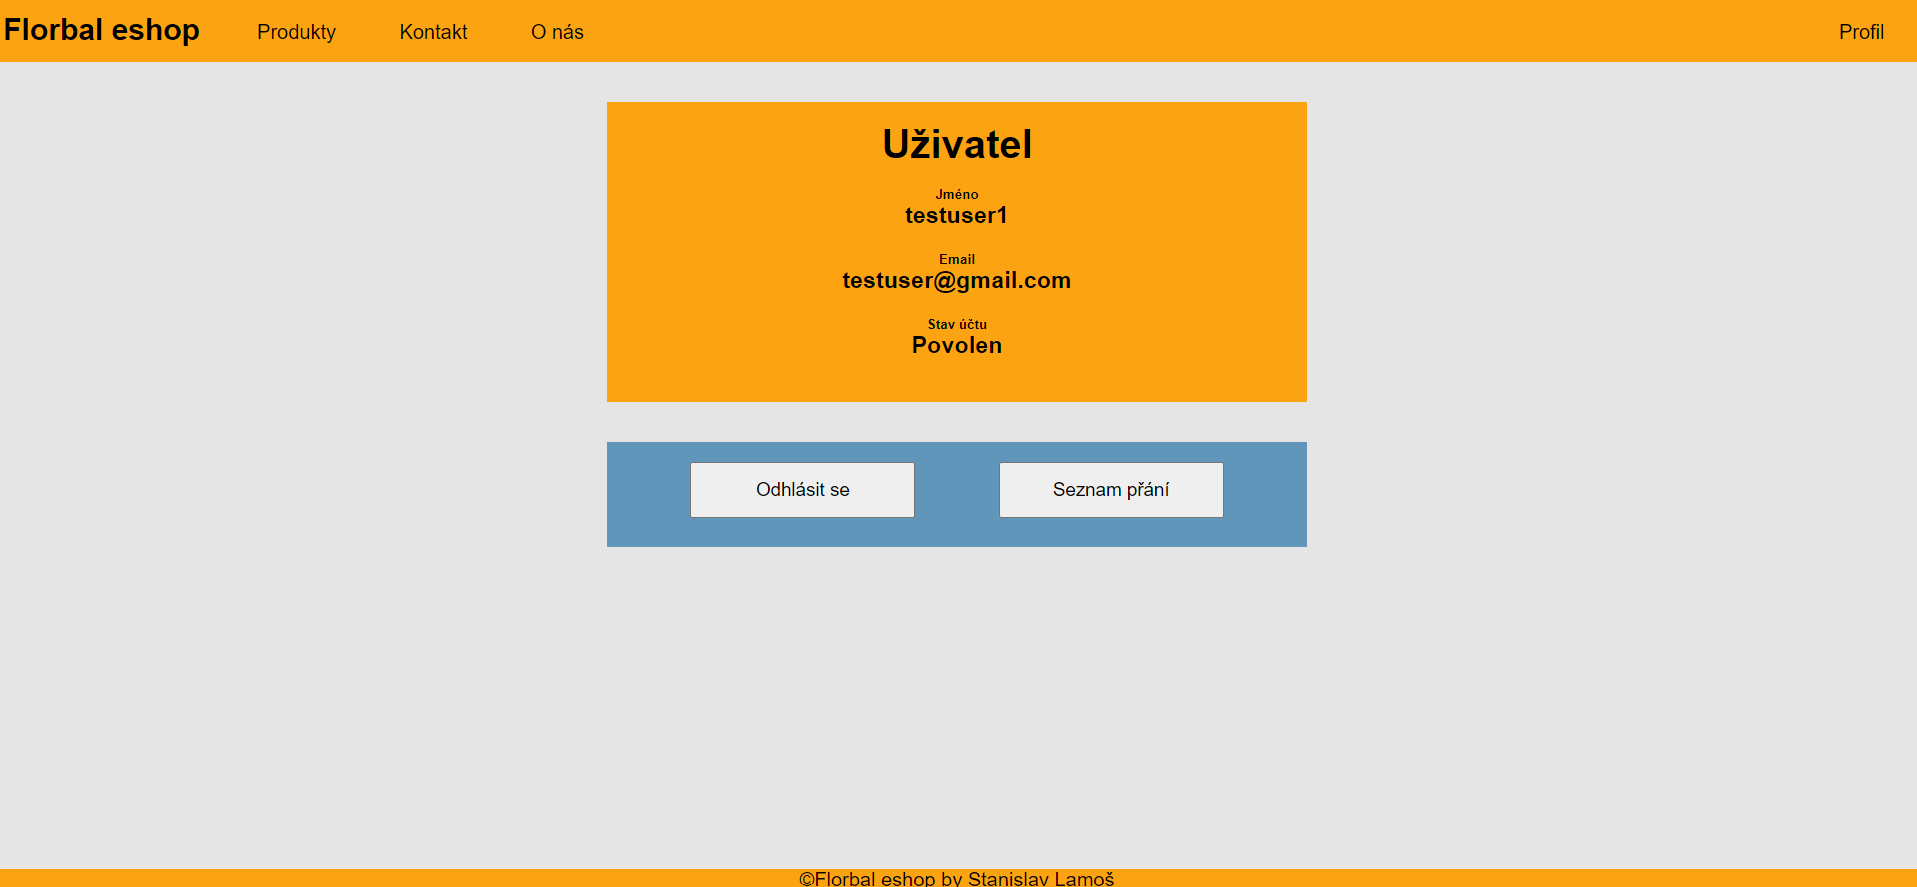 Florbal eshop Produkty Kontakt O nás Profil
Uživatel
Jméno
testuser1
Email
testuser@gmail.com
Stav účtu
Povolen
Odhlásit se Seznam přání
©Florbal eshop by Stanislav Lamoš